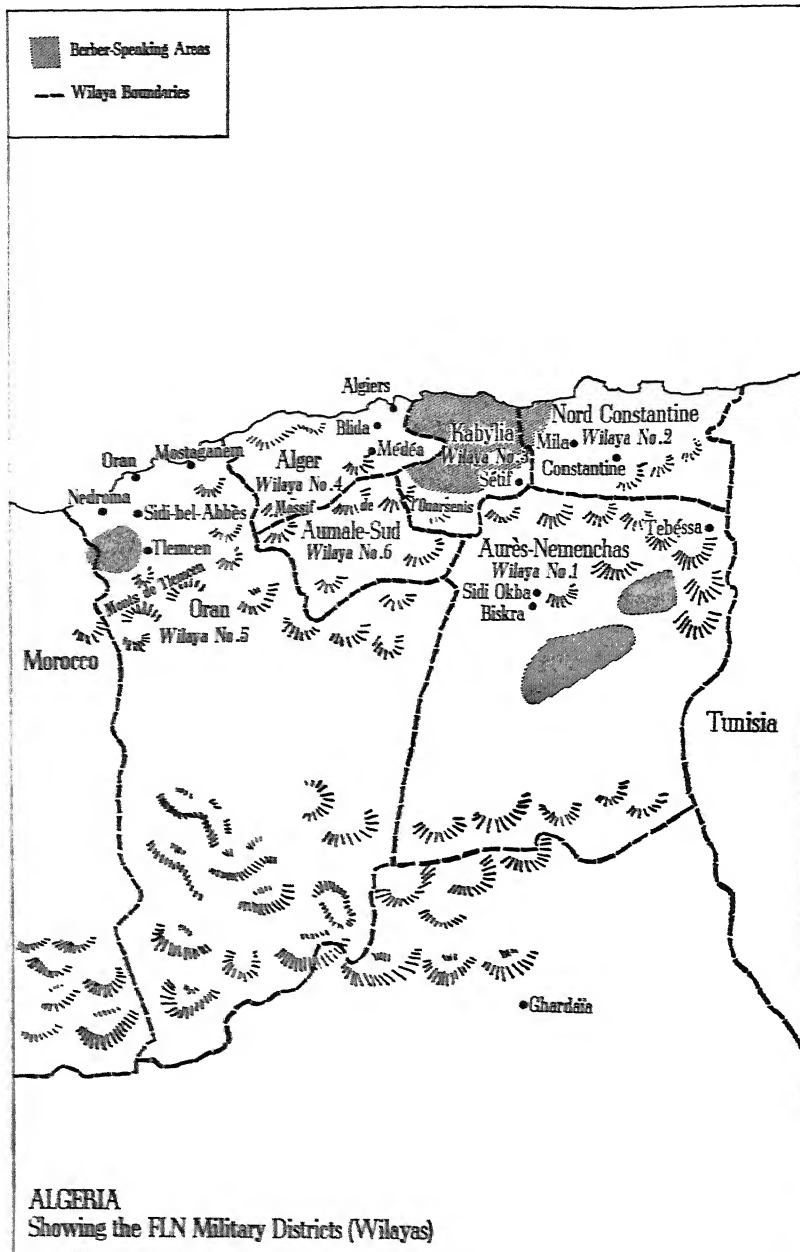 Berber-Speaking Areas
Wilaya Boundaries
Algiers
Blida
Médéa
Kabylia
Wilaya No. 3
Sétif
Nord Constantine
Mila
Wilaya No. 2
Constantine
Oran
Mostaganem
Alger
Wilaya No. 4
Nedroma
Sidi-bel-Abbès
Massif
de
l'Ouarsenis
Aumale-Sud
Wilaya No. 6
Tlemcen
Monts de Tlemcen
Oran
Wilaya No. 5
Tebéssa
Aurès-Nemenchas
Wilaya No. 1
Sidi Okba
Biskra
Morocco
Tunisia
Ghardaïa
ALGERIA
Showing the FLN Military Districts (Wilayas)